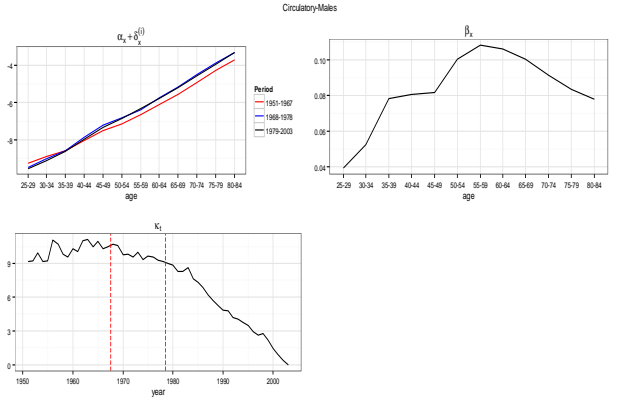 Circulatory-Males
αx + δx(i)
-4
-6
-8
25-29 30-34 35-39 40-44 45-49 50-54 55-59 60-64 65-69 70-74 75-79 80-84
age
Period
1951-1967
1968-1978
1979-2003
βx
0.10
0.08
0.06
0.04
25-29 30-34 35-39 40-44 45-49 50-54 55-59 60-64 65-69 70-74 75-79 80-84
age
κt
9
6
3
0
1950 1960 1970 1980 1990 2000
year